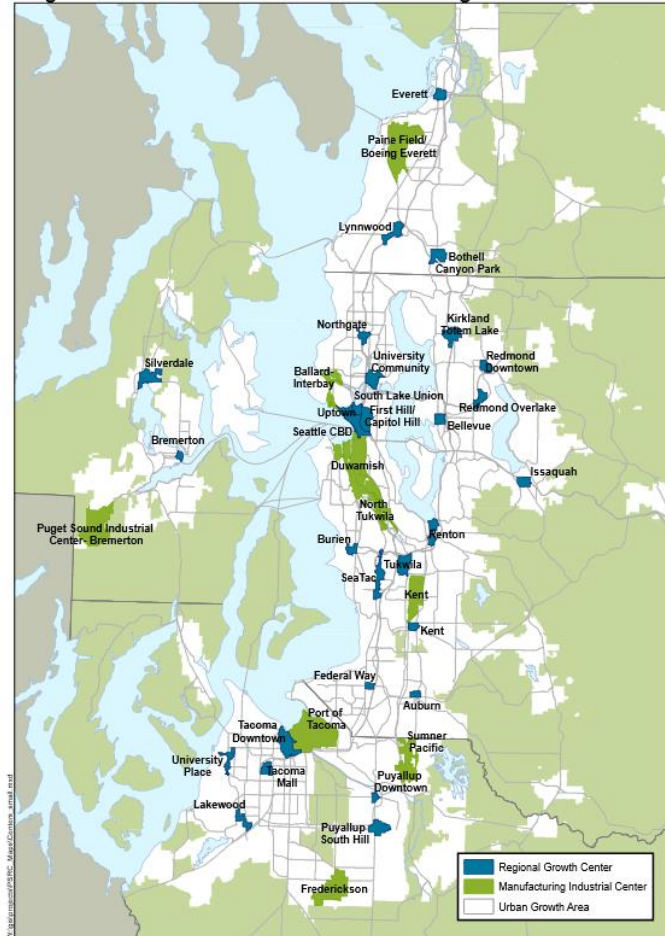 Everett
Paine Field/
Boeing Everett
Lynnwood
Bothell
Canyon Park
Northgate
Kirkland
Totem Lake
University
Community
Redmond
Downtown
Silverdale
Ballard-
Interbay
South Lake Union
Redmond Overlake
Uptown
First Hill/
Capitol Hill
Bellevue
Seattle CBD
Bremerton
Duwamish
Issaquah
North
Tukwila
Puget Sound Industrial
Center- Bremerton
Burien
Renton
Tukwila
SeaTac
Kent
Kent
Federal Way
Auburn
Port of
Tacoma
Tacoma
Downtown
Sumner
Pacific
University
Place
Tacoma
Mall
Puyallup
Downtown
Lakewood
Puyallup
South Hill
Frederickson
Regional Growth Center
Manufacturing Industrial Center
Urban Growth Area